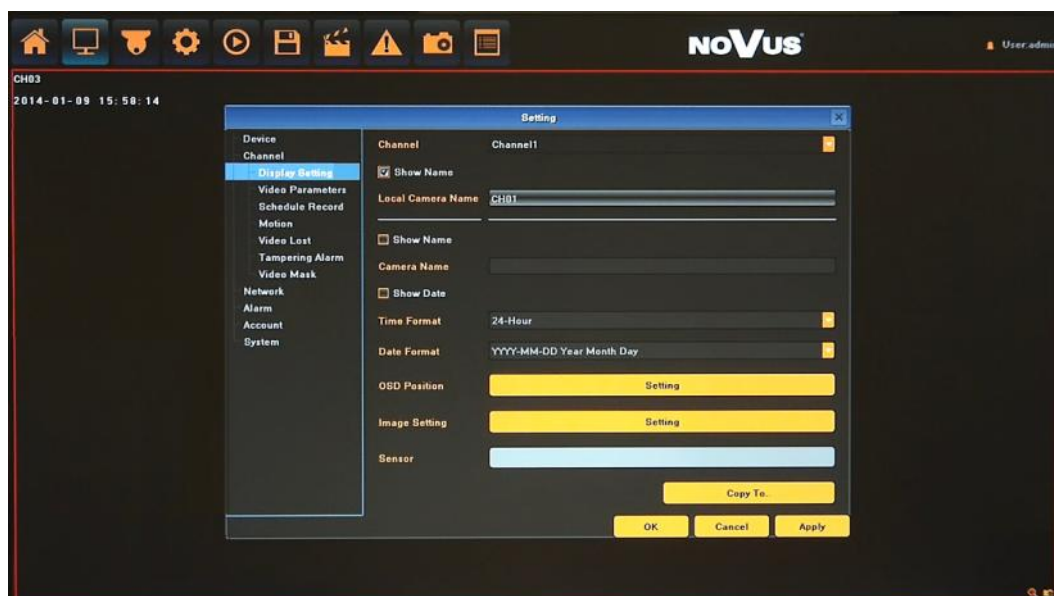 NOVUS
User:admi
CH03
2014-01-09 15:58:14
Setting
Device
Channel
Display Setting
Video Parameters
Schedule Record
Motion
Video Lost
Tampering Alarm
Video Mask
Network
Alarm
Account
System
Channel Channel1
Show Name
Local Camera Name CH01
Show Name
Camera Name
Show Date
Time Format 24-Hour
Date Format YYYY-MM-DD Year Month Day
OSD Position Setting
Image Setting Setting
Sensor
Copy To..
OK Cancel Apply